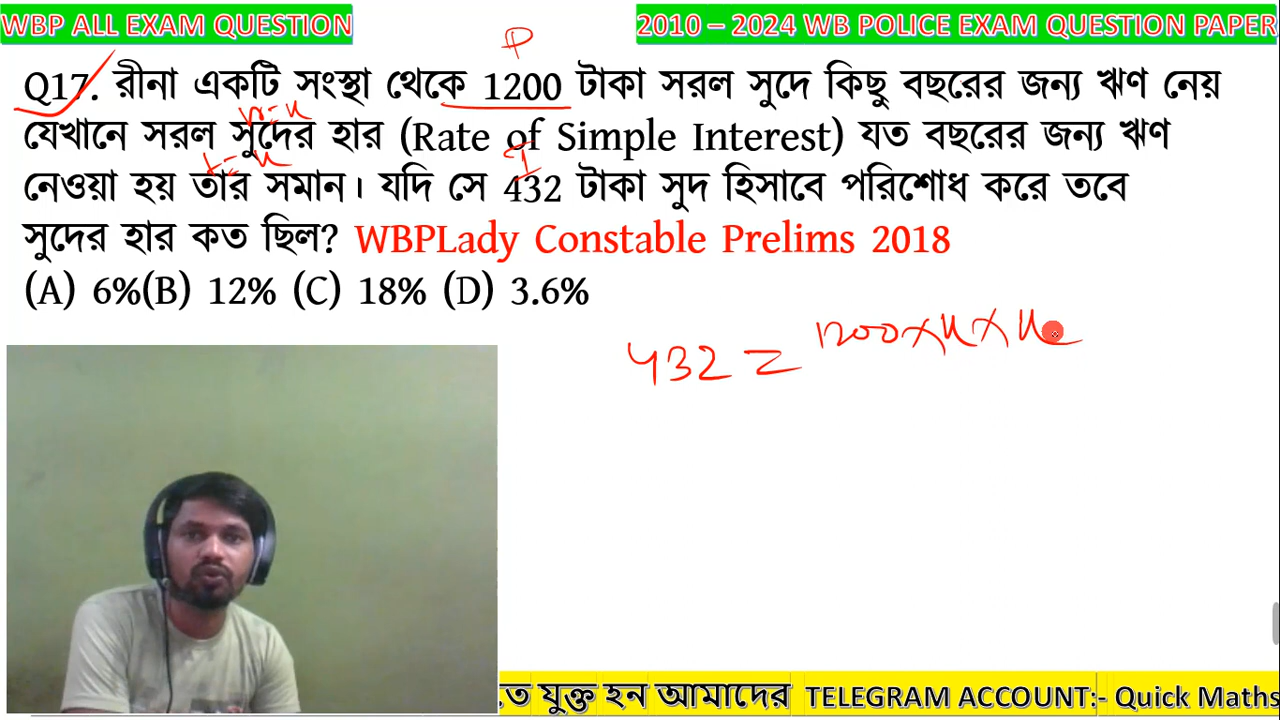 WBP ALL EXAM QUESTION
2010 – 2024 WB POLICE EXAM QUESTION PAPER
P
Q17. রীনা একটি সংস্থা থেকে 1200 টাকা সরল সুদে কিছু বছরের জন্য ঋণ নেয়
r = x
যেখানে সরল সুদের হার (Rate of Simple Interest) যত বছরের জন্য ঋণ
t = x I
নেওয়া হয় তার সমান। যদি সে 432 টাকা সুদ হিসাবে পরিশোধ করে তবে
সুদের হার কত ছিল? WBPLady Constable Prelims 2018
(A) 6%(B) 12% (C) 18% (D) 3.6%
432 = 1200 × x × x
তে যুক্ত হন আমাদের TELEGRAM ACCOUNT:- Quick Maths